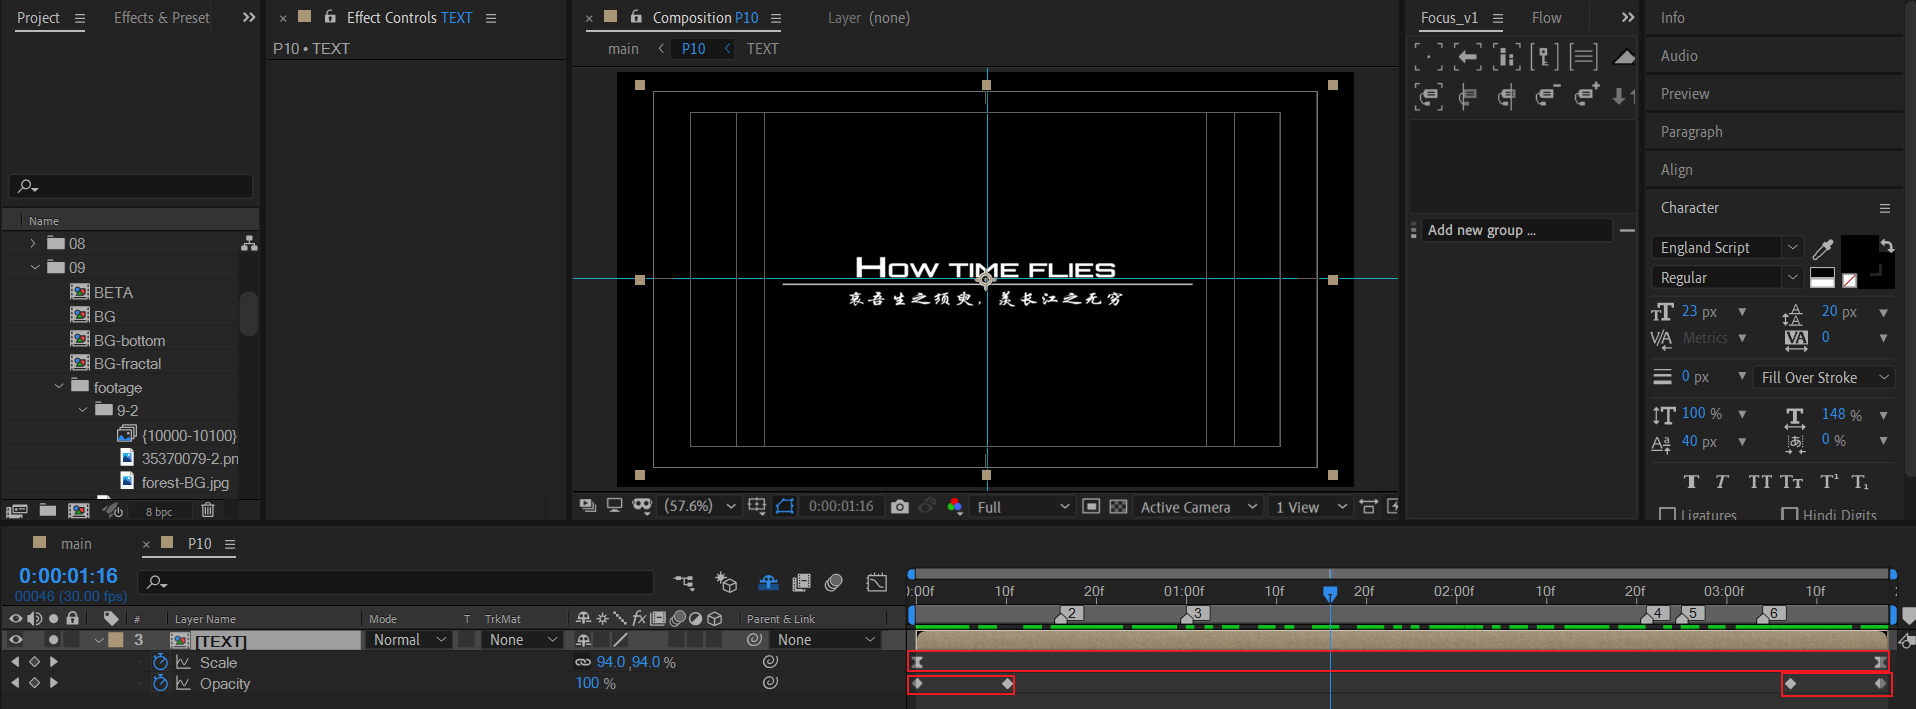 Project
Effects & Preset
Effect Controls TEXT
Composition P10
Layer (none)
Focus_v1
Flow
Info
P10 • TEXT
main
P10
TEXT
Audio
Preview
Paragraph
Align
Name
Character
08
09
Add new group ...
England Script
BETA
Regular
BG
HOW TIME FLIES
哀吾生之须臾，羡长江之无穷
23 px
20 px
BG-bottom
Metrics
0
BG-fractal
0 px
Fill Over Stroke
footage
9-2
100 %
148 %
{10000-10100}
40 px
0 %
35370079-2.pn
forest-BG.jpg
8 bpc
(57.6%)
0:00:01:16
Full
Active Camera
1 View
Ligatures
Hindi Digits
main
P10
0:00:01:16
00046 (30.00 fps)
):00f
10f
20f
01:00f
10f
20f
02:00f
10f
20f
03:00f
10f
# Layer Name
Mode
T TrkMat
Parent & Link
2
3
4
5
6
3
[TEXT]
Normal
None
None
Scale
94.0,94.0 %
Opacity
100 %